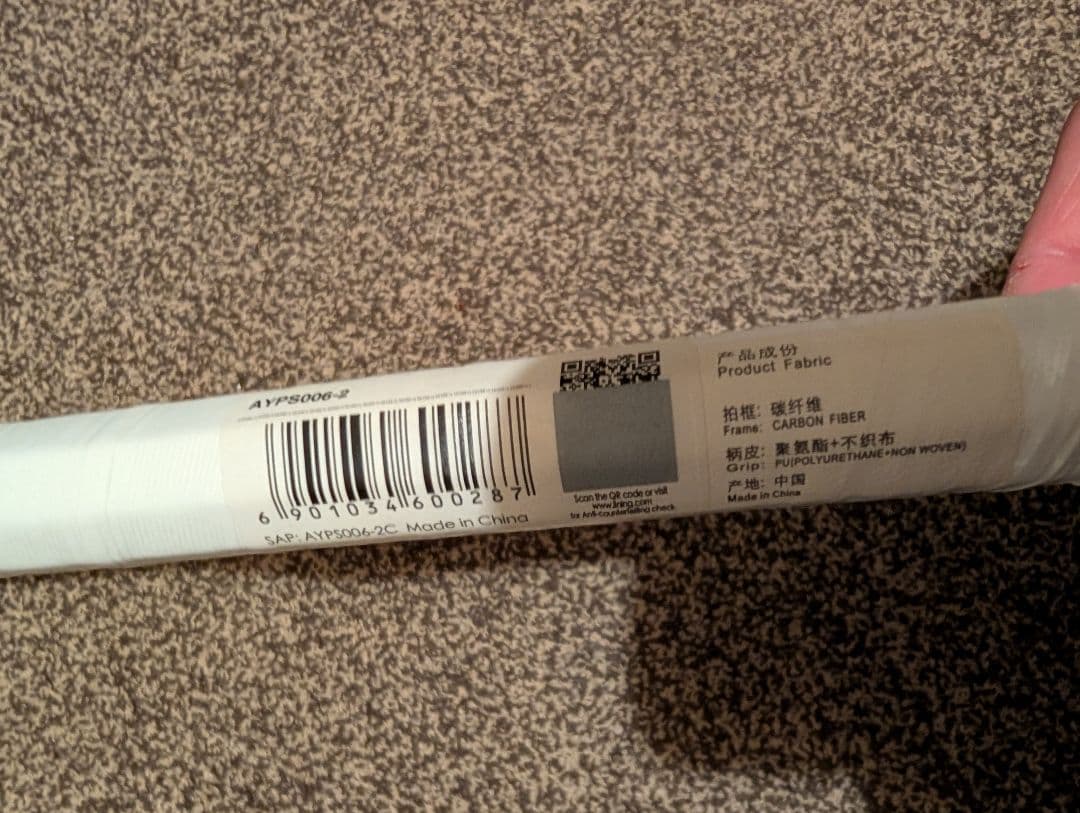 AYPS006-2
6 901034 600287
SAP: AYPS006-2C Made in China
Scan the QR code or visit
www.lining.com
for Anti-counterfeiting check
产品成份
Product Fabric
拍框: 碳纤维
Frame: CARBON FIBER
柄皮: 聚氨酯+不织布
Grip: PU(POLYURETHANE+NON WOVEN)
产地: 中国
Made in China